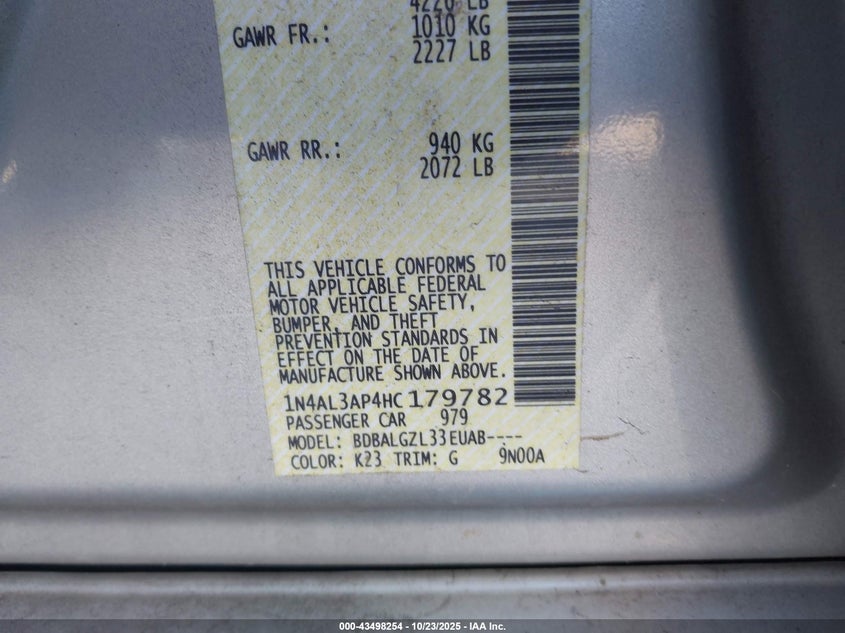 4226 LB
GAWR FR.: 1010 KG
2227 LB
GAWR RR.: 940 KG
2072 LB
THIS VEHICLE CONFORMS TO
ALL APPLICABLE FEDERAL
MOTOR VEHICLE SAFETY,
BUMPER, AND THEFT
PREVENTION STANDARDS IN
EFFECT ON THE DATE OF
MANUFACTURE SHOWN ABOVE.
1N4AL3AP4HC179782
PASSENGER CAR 979
MODEL: BDBALGZL33EUAB----
COLOR: K23 TRIM: G 9N00A
000-43498254 | 10/23/2025 - IAA Inc.